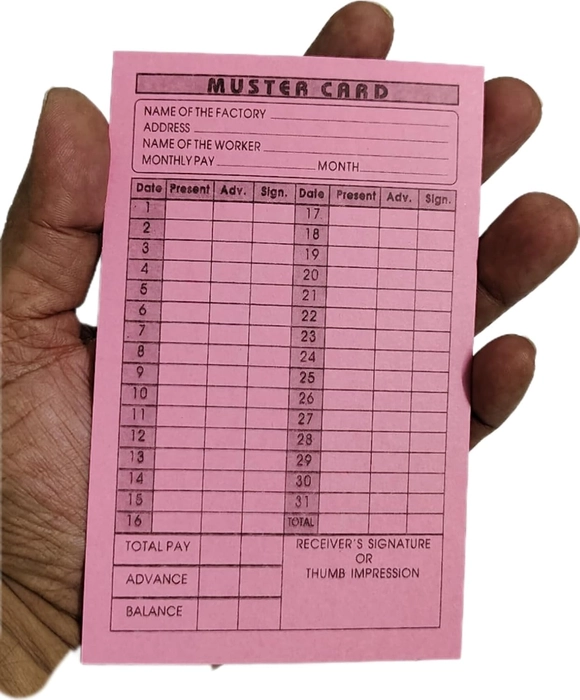 MUSTER CARD
NAME OF THE FACTORY
ADDRESS
NAME OF THE WORKER
MONTHLY PAY MONTH
Date Present Adv. Sign. Date Present Adv. Sign.
1 17
2 18
3 19
4 20
5 21
6 22
7 23
8 24
9 25
10 26
11 27
12 28
13 29
14 30
15 31
16 TOTAL
TOTAL PAY
ADVANCE
BALANCE
RECEIVER'S SIGNATURE
OR
THUMB IMPRESSION